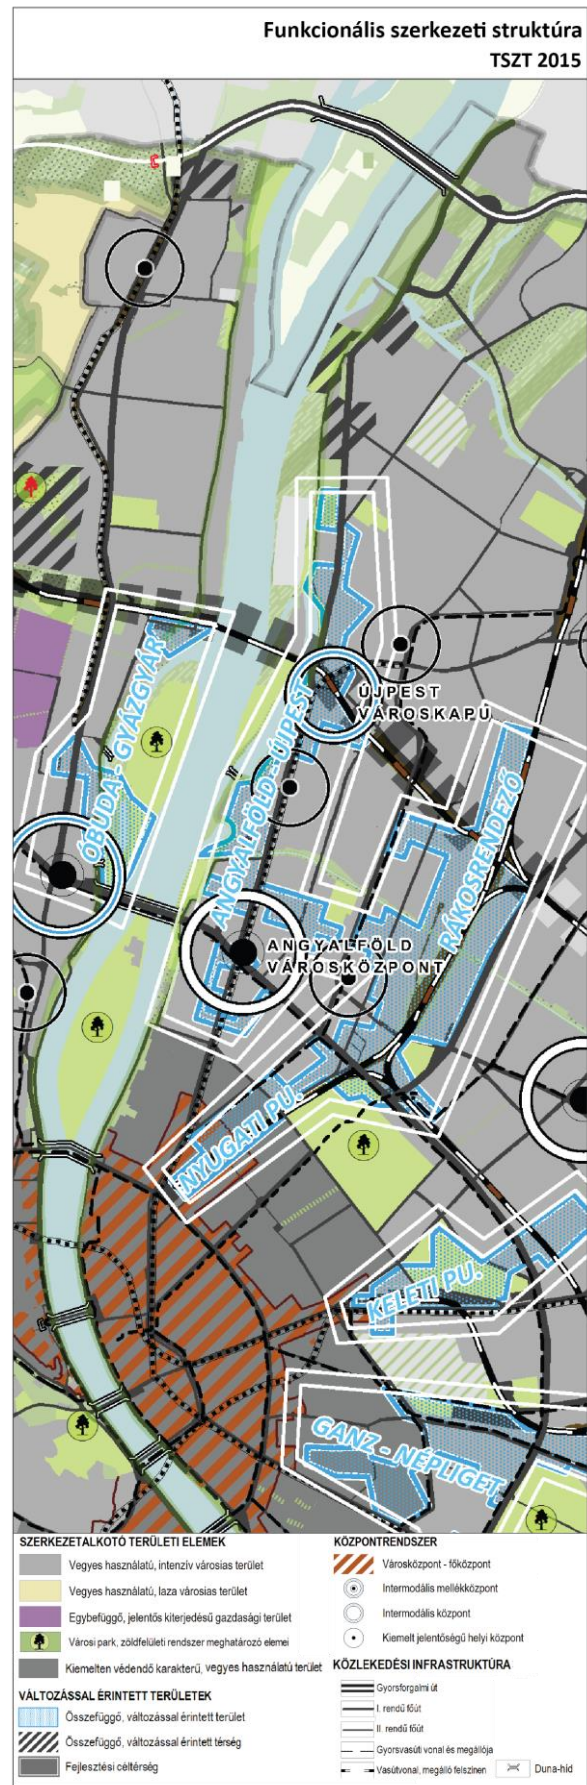 Funkcionális szerkezeti struktúra
TSZT 2015
ÓBUDAI - GYÁZGYÁR
ANGYALFÖLD - ÚJPEST
ÚJPEST
VÁROSKAPU
RÁKOSRENDEZŐ
ANGYALFÖLD
VÁROSKÖZPONT
NYUGATI PU.
KELETI PU.
GANZ - NÉPLIGET
SZERKEZETALKOTÓ TERÜLETI ELEMEK
Vegyes használatú, intenzív városias terület
Vegyes használatú, laza városias terület
Egybefüggő, jelentős kiterjedésű gazdasági terület
Városi park, zöldfelületi rendszer meghatározó elemei
Kiemelten védendő karakterű, vegyes használatú terület
VÁLTOZÁSSAL ÉRINTETT TERÜLETEK
Összefüggő, változással érintett terület
Összefüggő, változással érintett térség
Fejlesztési céltérség
KÖZPONTRENDSZER
Városközpont - főközpont
Intermodális mellékközpont
Intermodális központ
Kiemelt jelentőségű helyi központ
KÖZLEKEDÉSI INFRASTRUKTÚRA
Gyorsforgalmi út
I. rendű főút
II. rendű főút
Gyorsvasúti vonal és megállója
Vasútvonal, megálló felszínen
Duna-híd